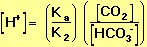 [H⁺] = (Kₐ / K₂) ([CO₂] / [HCO₃⁻])